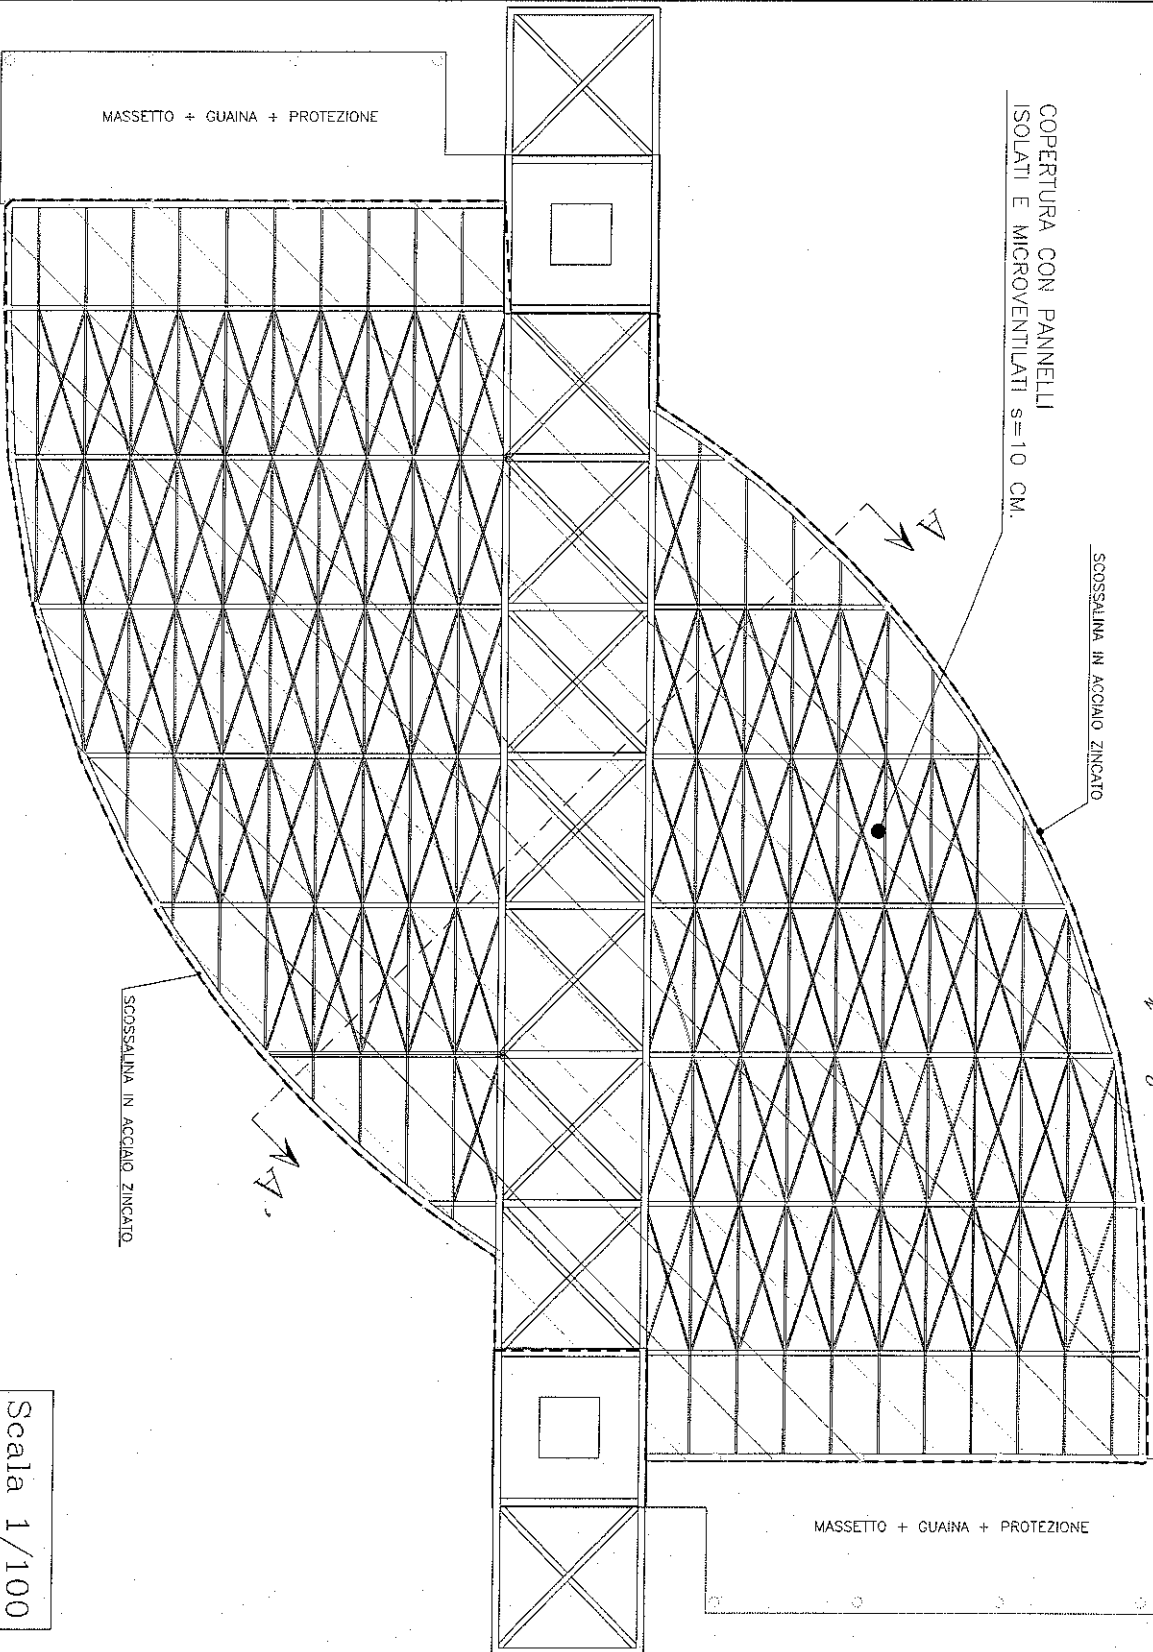 MASSETTO + GUAINA + PROTEZIONE
COPERTURA CON PANNELLI
ISOLATI E MICROVENTILATI s=10 CM.
SCOSSALINA IN ACCIAIO ZINCATO
A
A
SCOSSALINA IN ACCIAIO ZINCATO
MASSETTO + GUAINA + PROTEZIONE
Scala 1/100